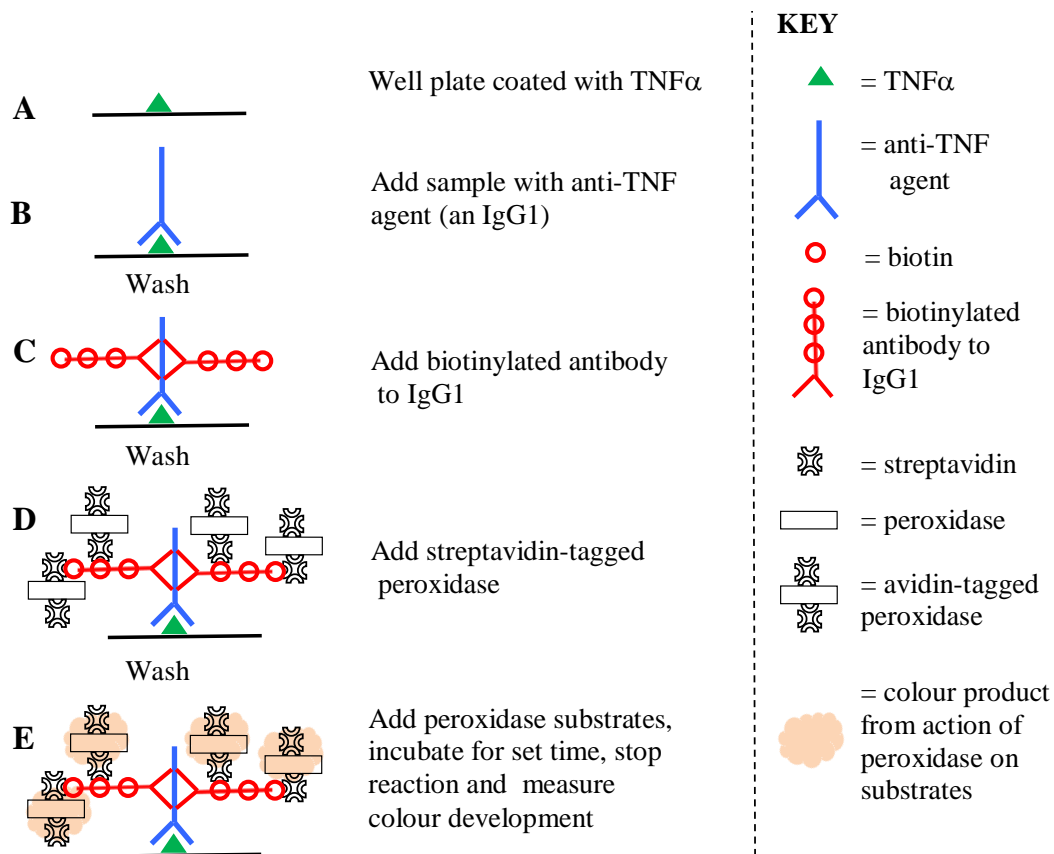 A
Well plate coated with TNFα
B
Add sample with anti-TNF
agent (an IgG1)
Wash
C
Add biotinylated antibody
to IgG1
Wash
D
Add streptavidin-tagged
peroxidase
Wash
E
Add peroxidase substrates,
incubate for set time, stop
reaction and measure
colour development
KEY
= TNFα
= anti-TNF
agent
= biotin
= biotinylated
antibody to
IgG1
= streptavidin
= peroxidase
= avidin-tagged
peroxidase
= colour product
from action of
peroxidase on
substrates